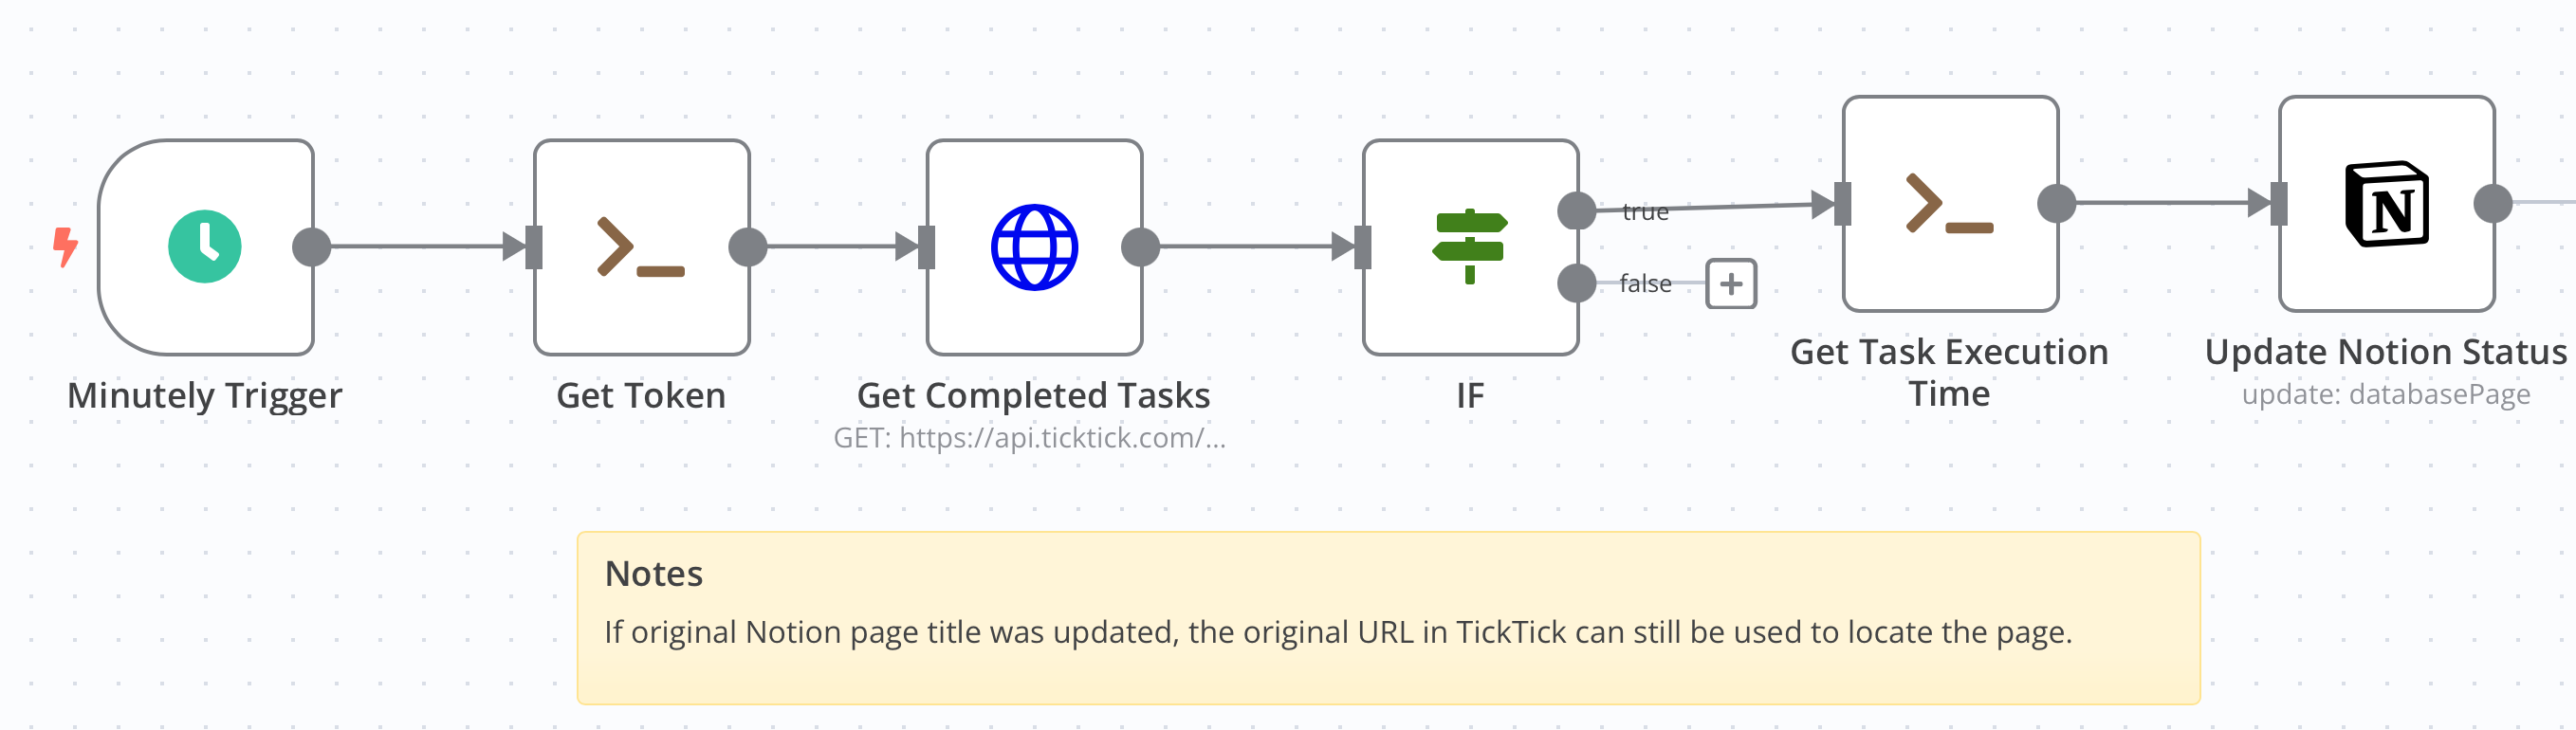 true
false
Minutely Trigger
Get Token
Get Completed Tasks
GET: https://api.ticktick.com/...
IF
Get Task Execution
Time
Update Notion Status
update: databasePage
Notes
If original Notion page title was updated, the original URL in TickTick can still be used to locate the page.